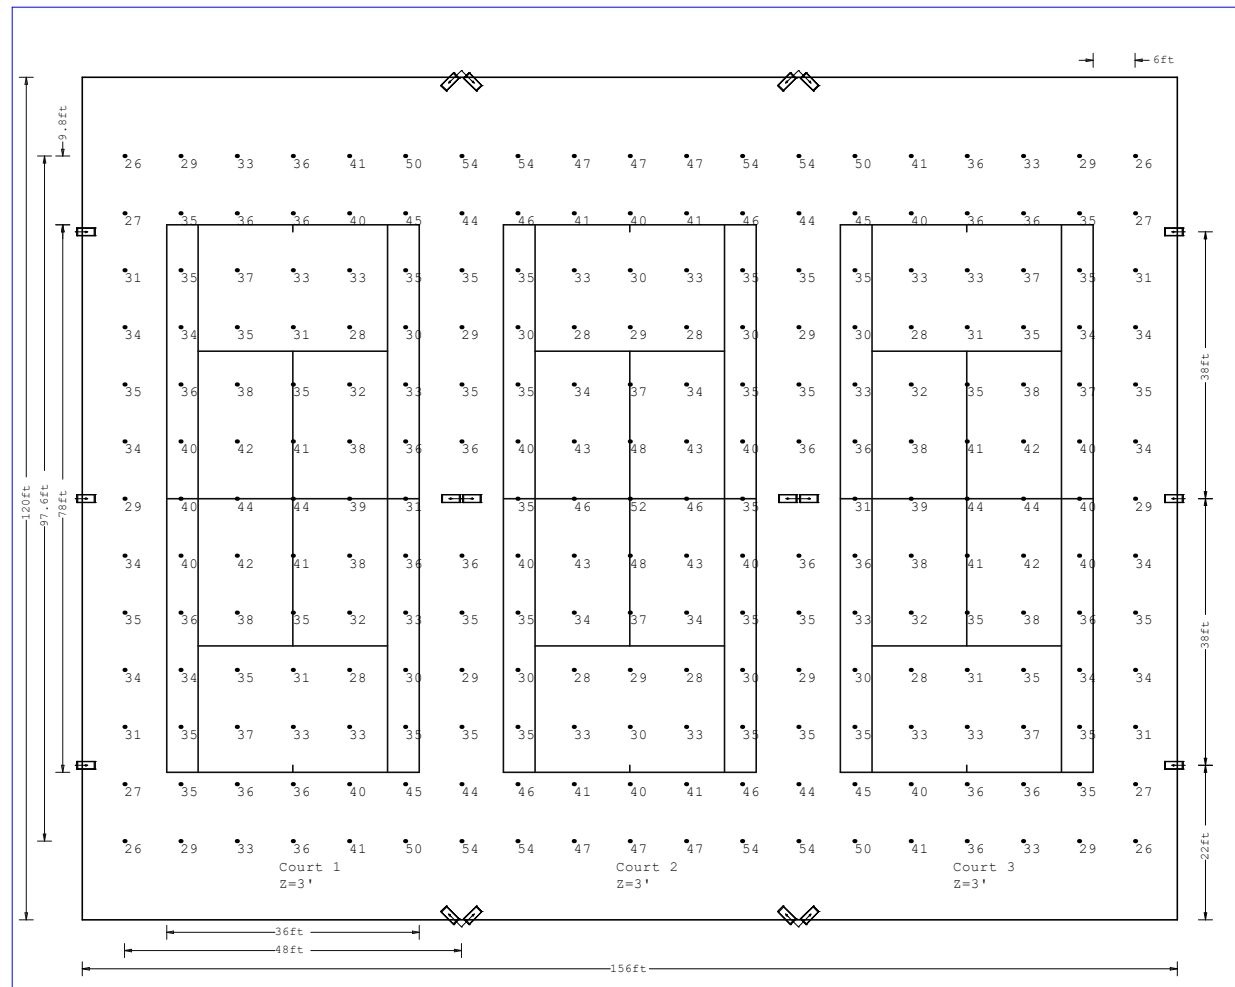 6ft
9.8ft
26 29 33 36 41 50 54 54 47 47 47 54 54 50 41 36 33 29 26
27 35 36 36 40 45 44 46 41 40 41 46 44 45 40 36 36 35 27
31 35 37 33 33 35 35 35 33 30 33 35 35 35 33 33 37 35 31
34 34 35 31 28 30 29 30 28 29 28 30 29 30 28 31 35 34 34
38ft
35 36 38 35 32 33 35 35 34 37 34 35 35 33 32 35 38 37 35
34 40 42 41 38 36 36 40 43 48 43 40 36 36 38 41 42 40 34
120ft
97.6ft
78ft
29 40 44 44 39 31 35 46 52 46 35 31 39 44 44 40 29
34 40 42 41 38 36 36 40 43 48 43 40 36 36 38 41 42 40 34
35 36 38 35 32 33 35 35 34 37 34 35 35 33 32 35 38 36 35
38ft
34 34 35 31 28 30 29 30 28 29 28 30 29 30 28 31 35 34 34
31 35 37 33 33 35 35 35 33 30 33 35 35 35 33 33 37 35 31
27 35 36 36 40 45 44 46 41 40 41 46 44 45 40 36 36 35 27
26 29 33 36 41 50 54 54 47 47 47 54 54 50 41 36 33 29 26
22ft
Court 1
Z=3'
Court 2
Z=3'
Court 3
Z=3'
36ft
48ft
156ft